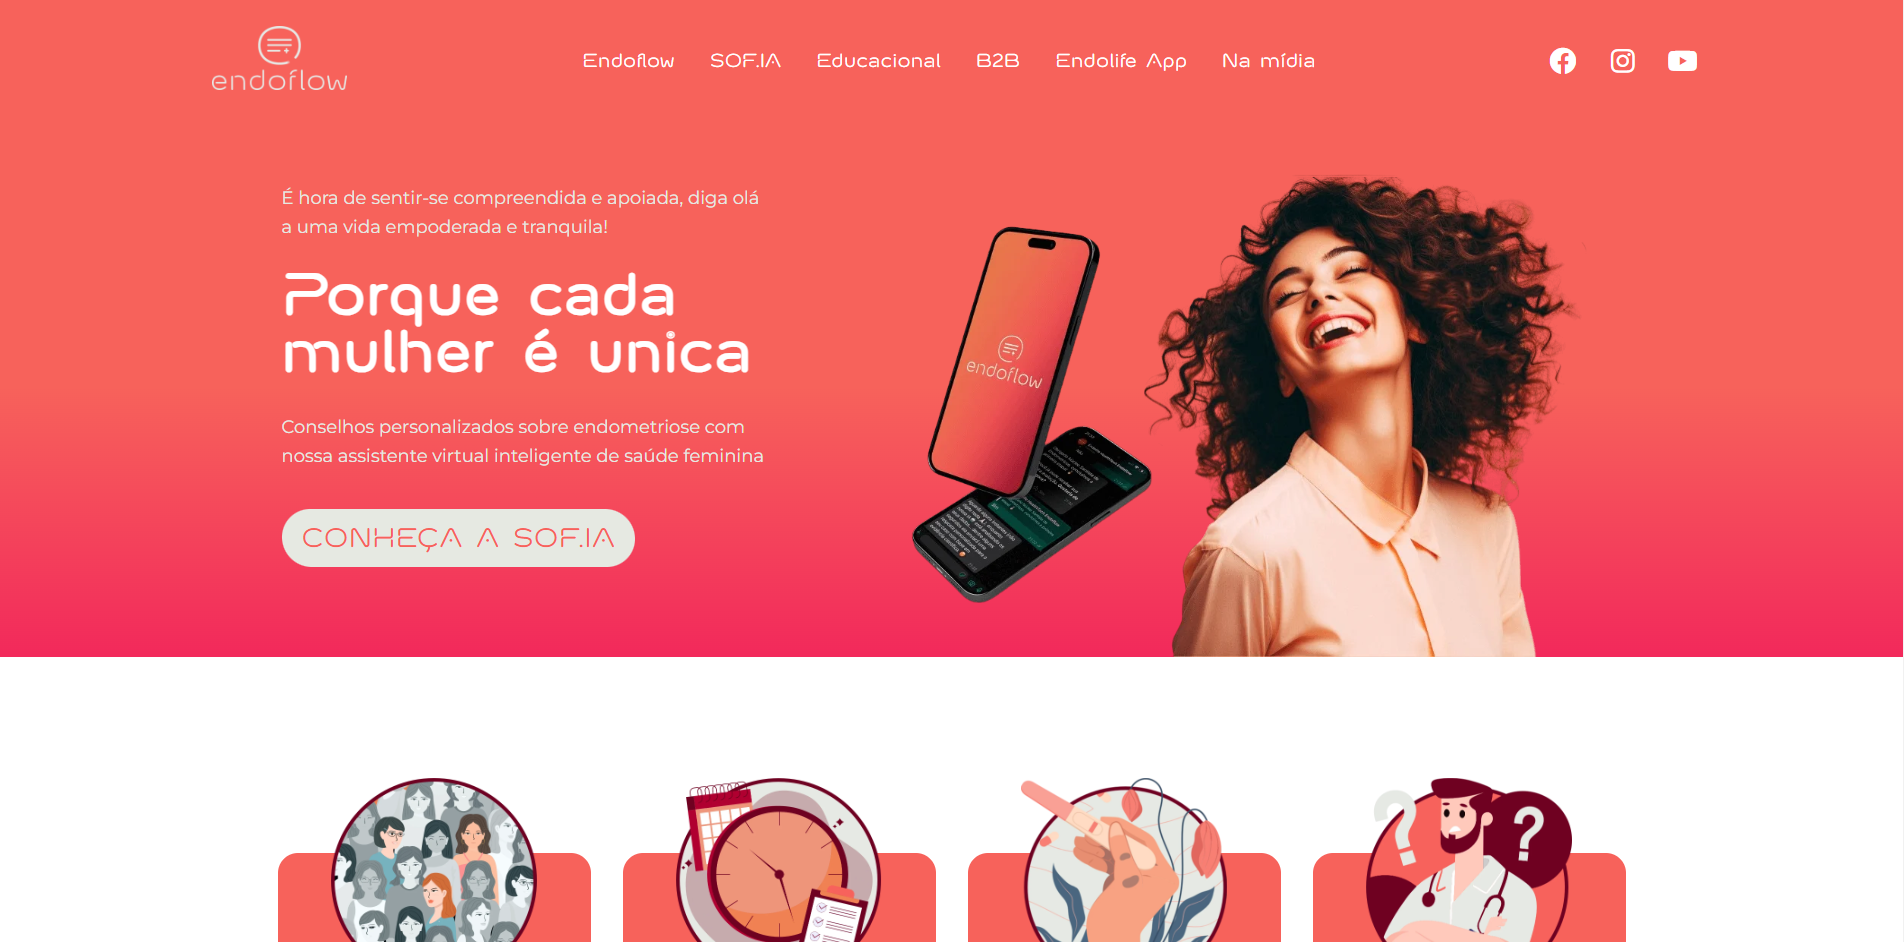 endoflow
Endoflow
SOF.IA
Educacional
B2B
Endolife App
Na mídia
É hora de sentir-se compreendida e apoiada, diga olá
a uma vida empoderada e tranquila!
Porque cada
mulher é unica
Conselhos personalizados sobre endometriose com
nossa assistente virtual inteligente de saúde feminina
CONHEÇA A SOF.IA
endoflow
?
?